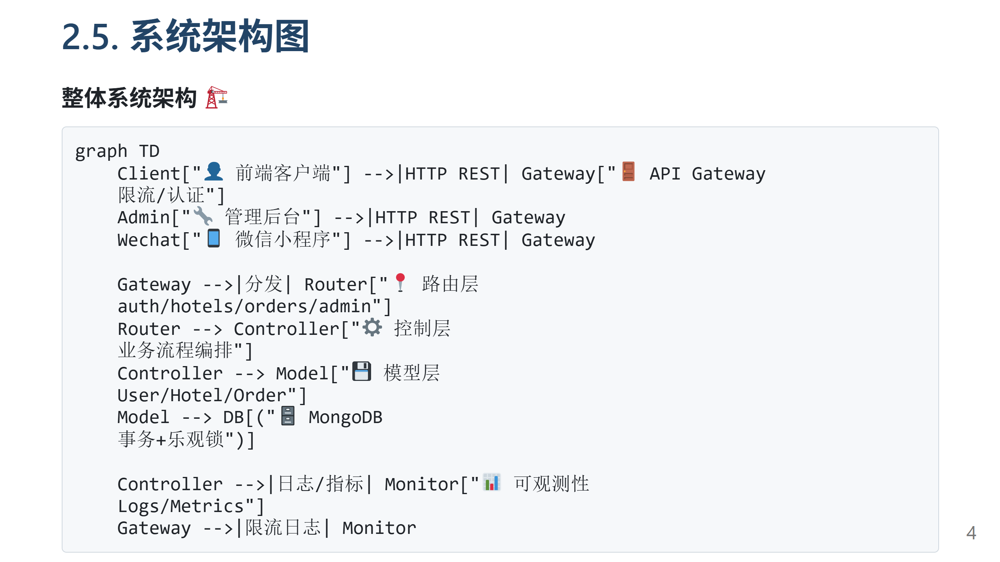 2.5. 系统架构图
整体系统架构 🏗️
graph TD
    Client["👤 前端客户端"] -->|HTTP REST| Gateway["🚪 API Gateway
    限流/认证"]
    Admin["🔧 管理后台"] -->|HTTP REST| Gateway
    Wechat["📱 微信小程序"] -->|HTTP REST| Gateway

    Gateway -->|分发| Router["📍 路由层
    auth/hotels/orders/admin"]
    Router --> Controller["⚙️ 控制层
    业务流程编排"]
    Controller --> Model["💾 模型层
    User/Hotel/Order"]
    Model --> DB[("🗄️ MongoDB
    事务+乐观锁")]

    Controller -->|日志/指标| Monitor["📊 可观测性
    Logs/Metrics"]
    Gateway -->|限流日志| Monitor
4